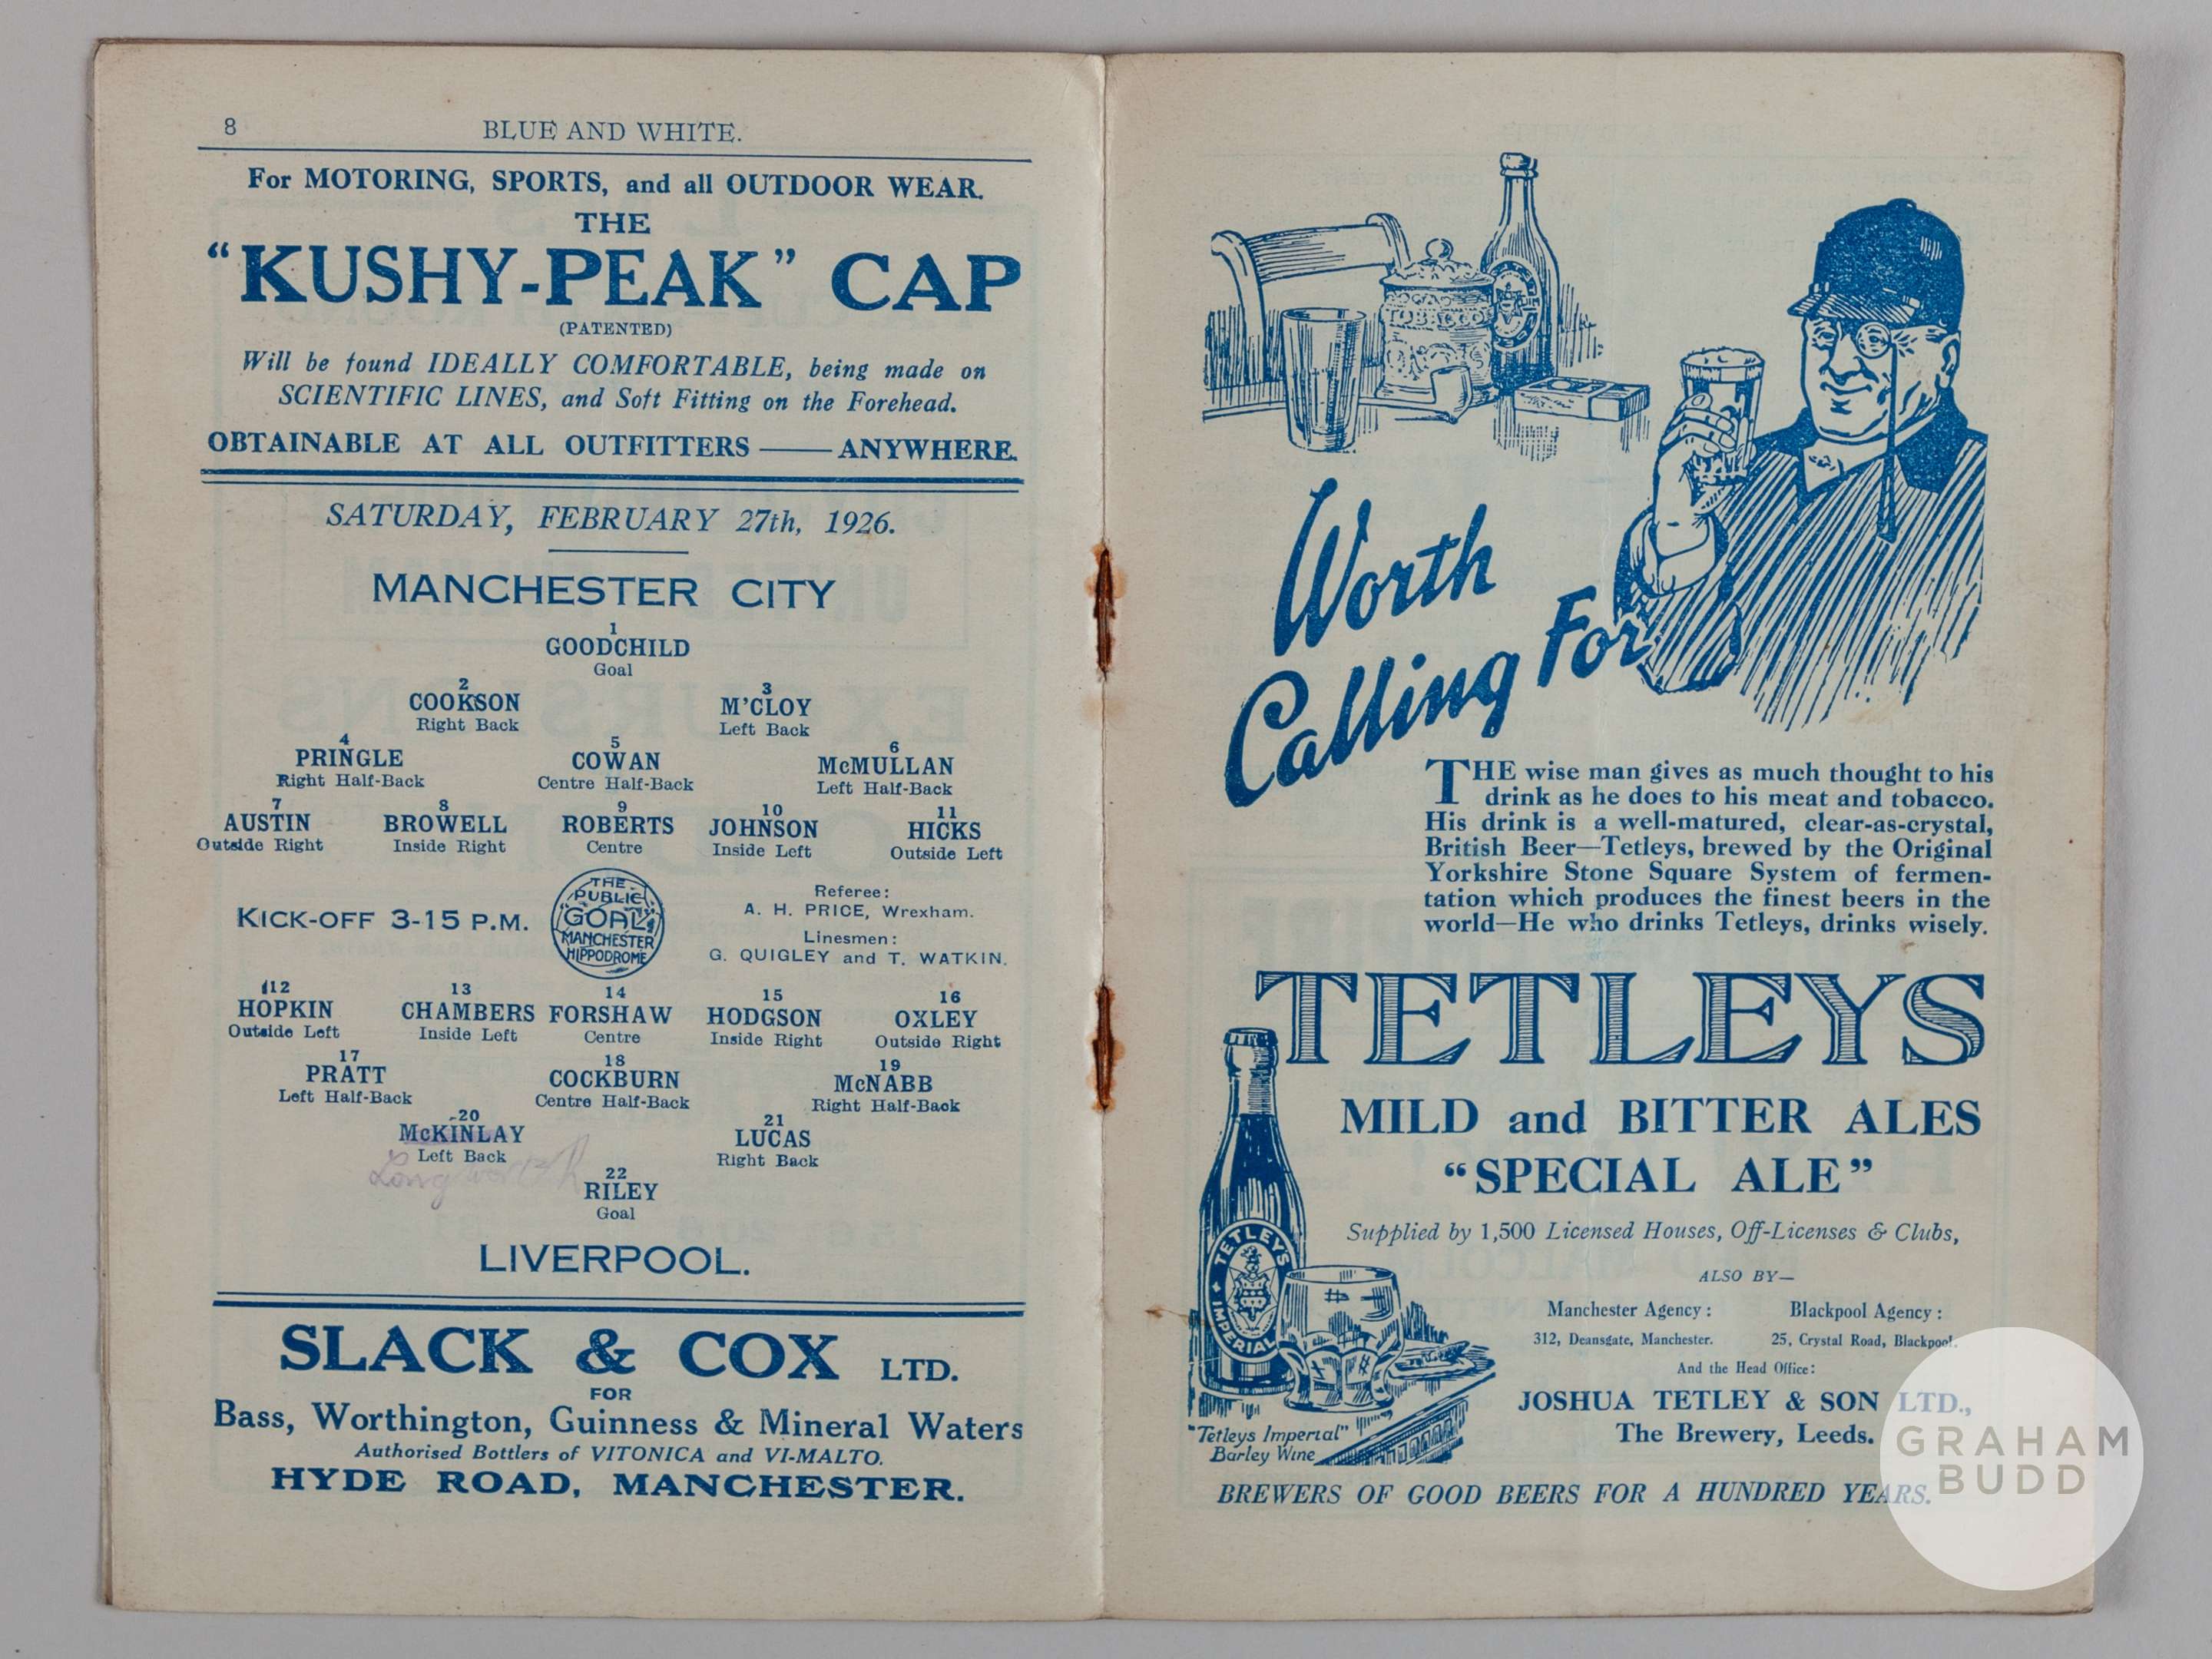 8
BLUE AND WHITE.
For MOTORING, SPORTS, and all OUTDOOR WEAR.
THE
"KUSHY-PEAK" CAP
(PATENTED)
Will be found IDEALLY COMFORTABLE, being made on
SCIENTIFIC LINES, and Soft Fitting on the Forehead.
OBTAINABLE AT ALL OUTFITTERS — ANYWHERE.
SATURDAY, FEBRUARY 27th, 1926.
MANCHESTER CITY
1
GOODCHILD
Goal
2 3
COOKSON M'CLOY
Right Back Left Back
4 5 6
PRINGLE COWAN McMULLAN
Right Half-Back Centre Half-Back Left Half-Back
7 8 9 10 11
AUSTIN BROWELL ROBERTS JOHNSON HICKS
Outside Right Inside Right Centre Inside Left Outside Left
KICK-OFF 3-15 P.M.
THE
PUBLIC
"GOAL"
MANCHESTER
HIPPODROME
Referee:
A. H. PRICE, Wrexham.
Linesmen:
G. QUIGLEY and T. WATKIN.
12 13 14 15 16
HOPKIN CHAMBERS FORSHAW HODGSON OXLEY
Outside Left Inside Left Centre Inside Right Outside Right
17 18 19
PRATT COCKBURN McNABB
Left Half-Back Centre Half-Back Right Half-Back
20 21
McKINLAY LUCAS
Left Back Right Back
Longworth
22
RILEY
Goal
LIVERPOOL.
SLACK & COX LTD.
FOR
Bass, Worthington, Guinness & Mineral Waters
Authorised Bottlers of VITONICA and VI-MALTO.
HYDE ROAD, MANCHESTER.
TOBACCO
Worth
Calling For
THE wise man gives as much thought to his
drink as he does to his meat and tobacco.
His drink is a well-matured, clear-as-crystal,
British Beer—Tetleys, brewed by the Original
Yorkshire Stone Square System of fermen-
tation which produces the finest beers in the
world—He who drinks Tetleys, drinks wisely.
TETLEYS
MILD and BITTER ALES
"SPECIAL ALE"
Supplied by 1,500 Licensed Houses, Off-Licenses & Clubs,
ALSO BY—
Manchester Agency: Blackpool Agency:
312, Deansgate, Manchester. 25, Crystal Road, Blackpool.
And the Head Office:
JOSHUA TETLEY & SON LTD.,
The Brewery, Leeds.
TETLEYS
IMPERIAL
"Tetleys Imperial"
Barley Wine
BREWERS OF GOOD BEERS FOR A HUNDRED YEARS.
GRAHAM
BUDD